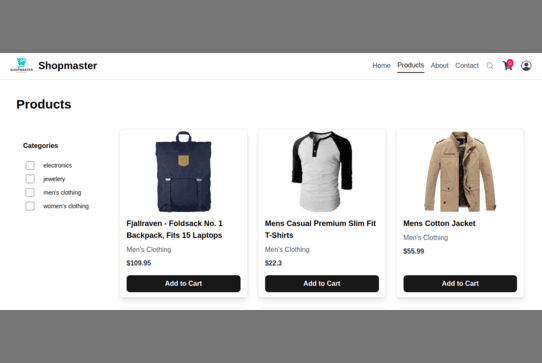 SHOPMASTER
Shopmaster
Home
Products
About
Contact
0
Products
Categories
electronics
jewelery
men's clothing
women's clothing
Fjallraven - Foldsack No. 1
Backpack, Fits 15 Laptops
Men's Clothing
$109.95
Add to Cart
Mens Casual Premium Slim Fit
T-Shirts
Men's Clothing
$22.3
Add to Cart
Mens Cotton Jacket
Men's Clothing
$55.99
Add to Cart